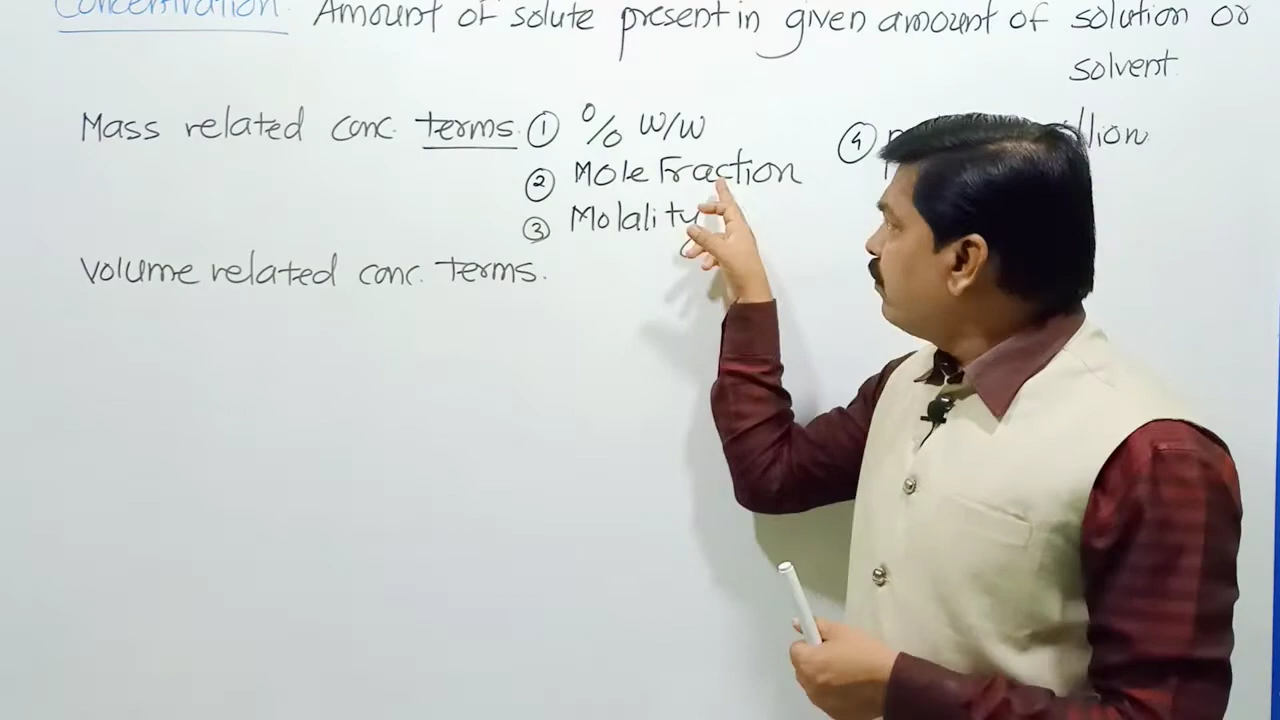 Concentration: Amount of solute present in given amount of solution or
solvent.
Mass related conc. terms. ① % w/w
② Mole Fraction
③ Molality
④
Volume related conc. terms.